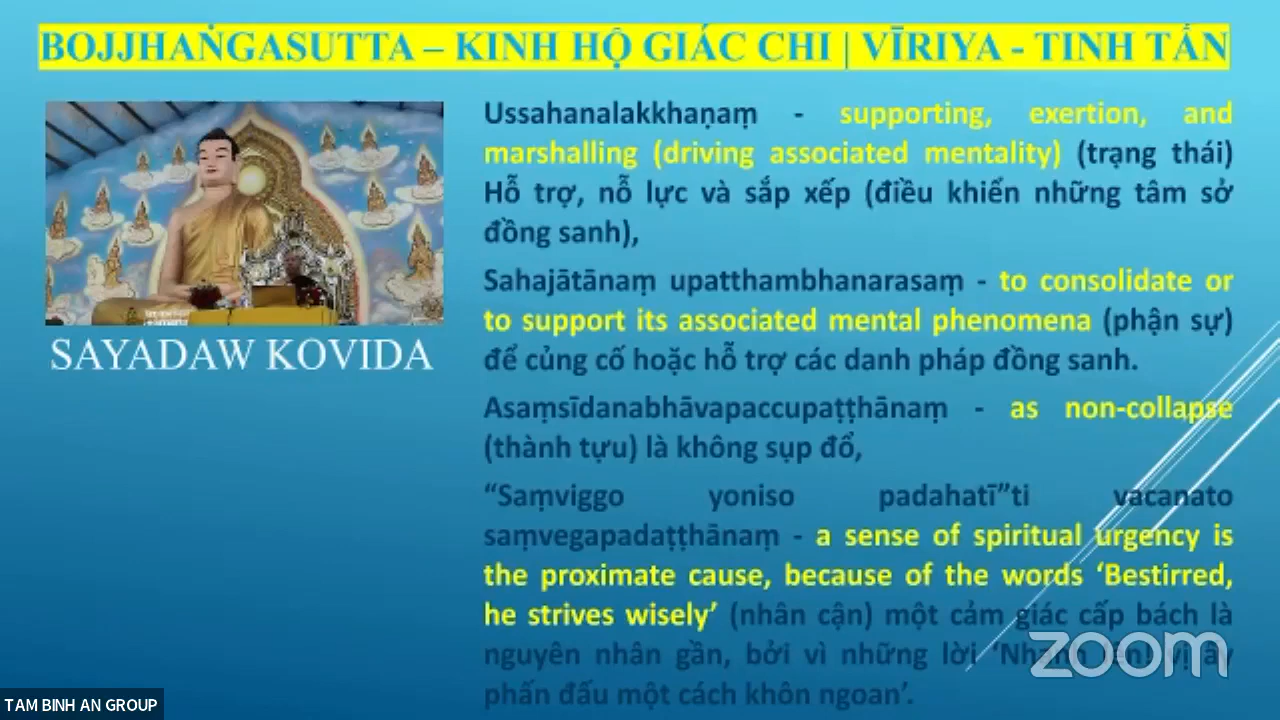 BOJJHAṄGASUTTA – KINH HỘ GIÁC CHI | VĪRIYA - TINH TẤN
SAYADAW KOVIDA
Ussahanalakkhaṇaṃ - supporting, exertion, and
marshalling (driving associated mentality) (trạng thái)
Hỗ trợ, nỗ lực và sắp xếp (điều khiển những tâm sở
đồng sanh),
Sahajātānaṃ upatthambhanarasaṃ - to consolidate or
to support its associated mental phenomena (phận sự)
để củng cố hoặc hỗ trợ các danh pháp đồng sanh.
Asaṃsīdanabhāvapaccupaṭṭhānaṃ - as non-collapse
(thành tựu) là không sụp đổ,
“Saṃviggo yoniso padahatī”ti vacanato
saṃvegapadaṭṭhānaṃ - a sense of spiritual urgency is
the proximate cause, because of the words ‘Bestirred,
he strives wisely’ (nhân cận) một cảm giác cấp bách là
nguyên nhân gần, bởi vì những lời vị ấy
phấn đấu một cách khôn ngoan’.
zoom
TAM BINH AN GROUP